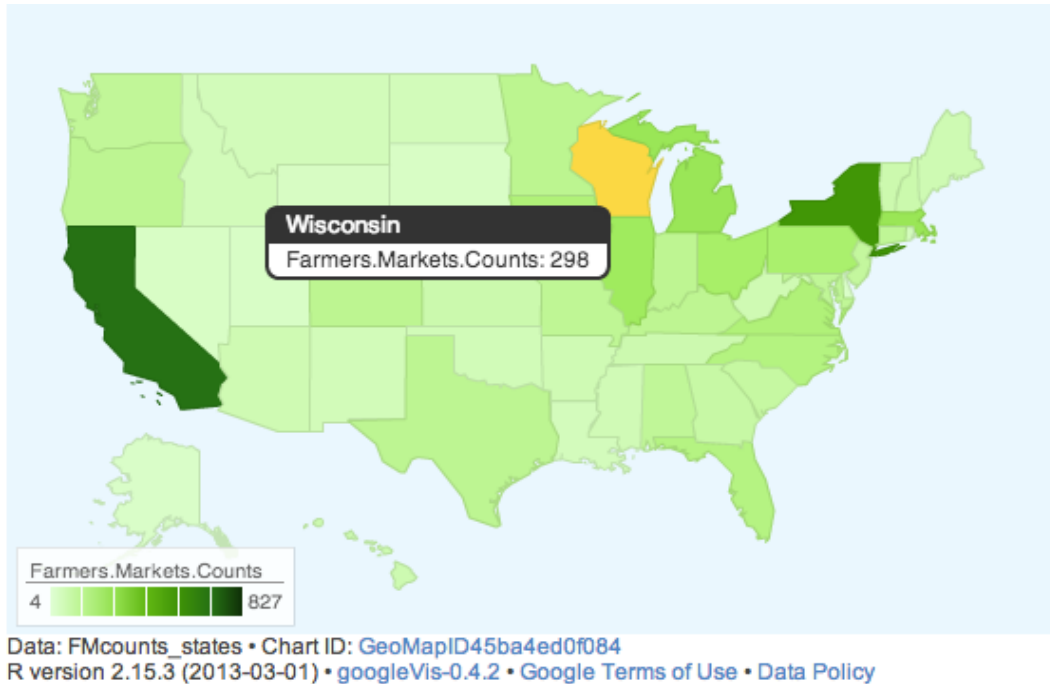 Wisconsin
Farmers.Markets.Counts: 298
Farmers.Markets.Counts
4 827
Data: FMcounts_states • Chart ID: GeoMapID45ba4ed0f084
R version 2.15.3 (2013-03-01) • googleVis-0.4.2 • Google Terms of Use • Data Policy